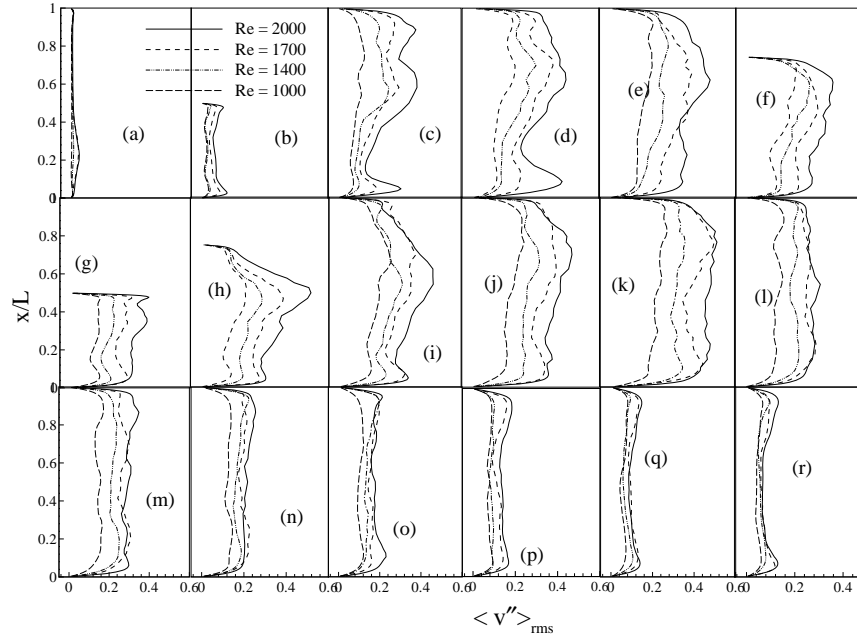 1
Re = 2000
Re = 1700
0.8
Re = 1400
Re = 1000
0.6
(a) (b) (c) (d) (e) (f)
0.4
0.2
0
x/L
0.8
(g) (h) (i) (j) (k) (l)
0.6
0.4
0.2
0
0.8
0.6
(m) (n) (o) (p) (q) (r)
0.4
0.2
0
0 0.2 0.4 0.6 0.2 0.4 0.6 0.2 0.4 0.6 0.2 0.4 0.6 0.2 0.4 0.6 0 0.2 0.4 0.6
< v″ >rms